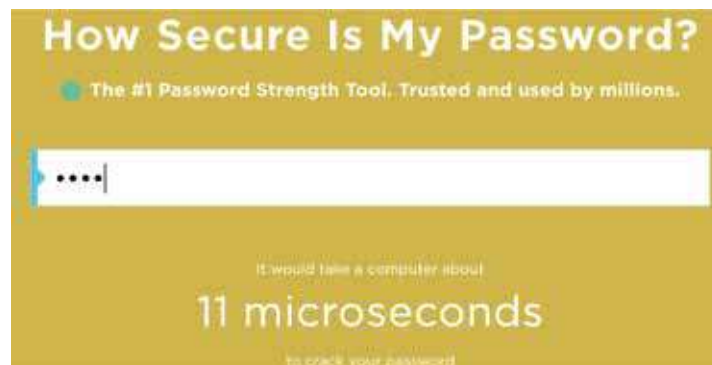 How Secure Is My Password?
The #1 Password Strength Tool. Trusted and used by millions.
••••
It would take a computer about
11 microseconds
to crack your password